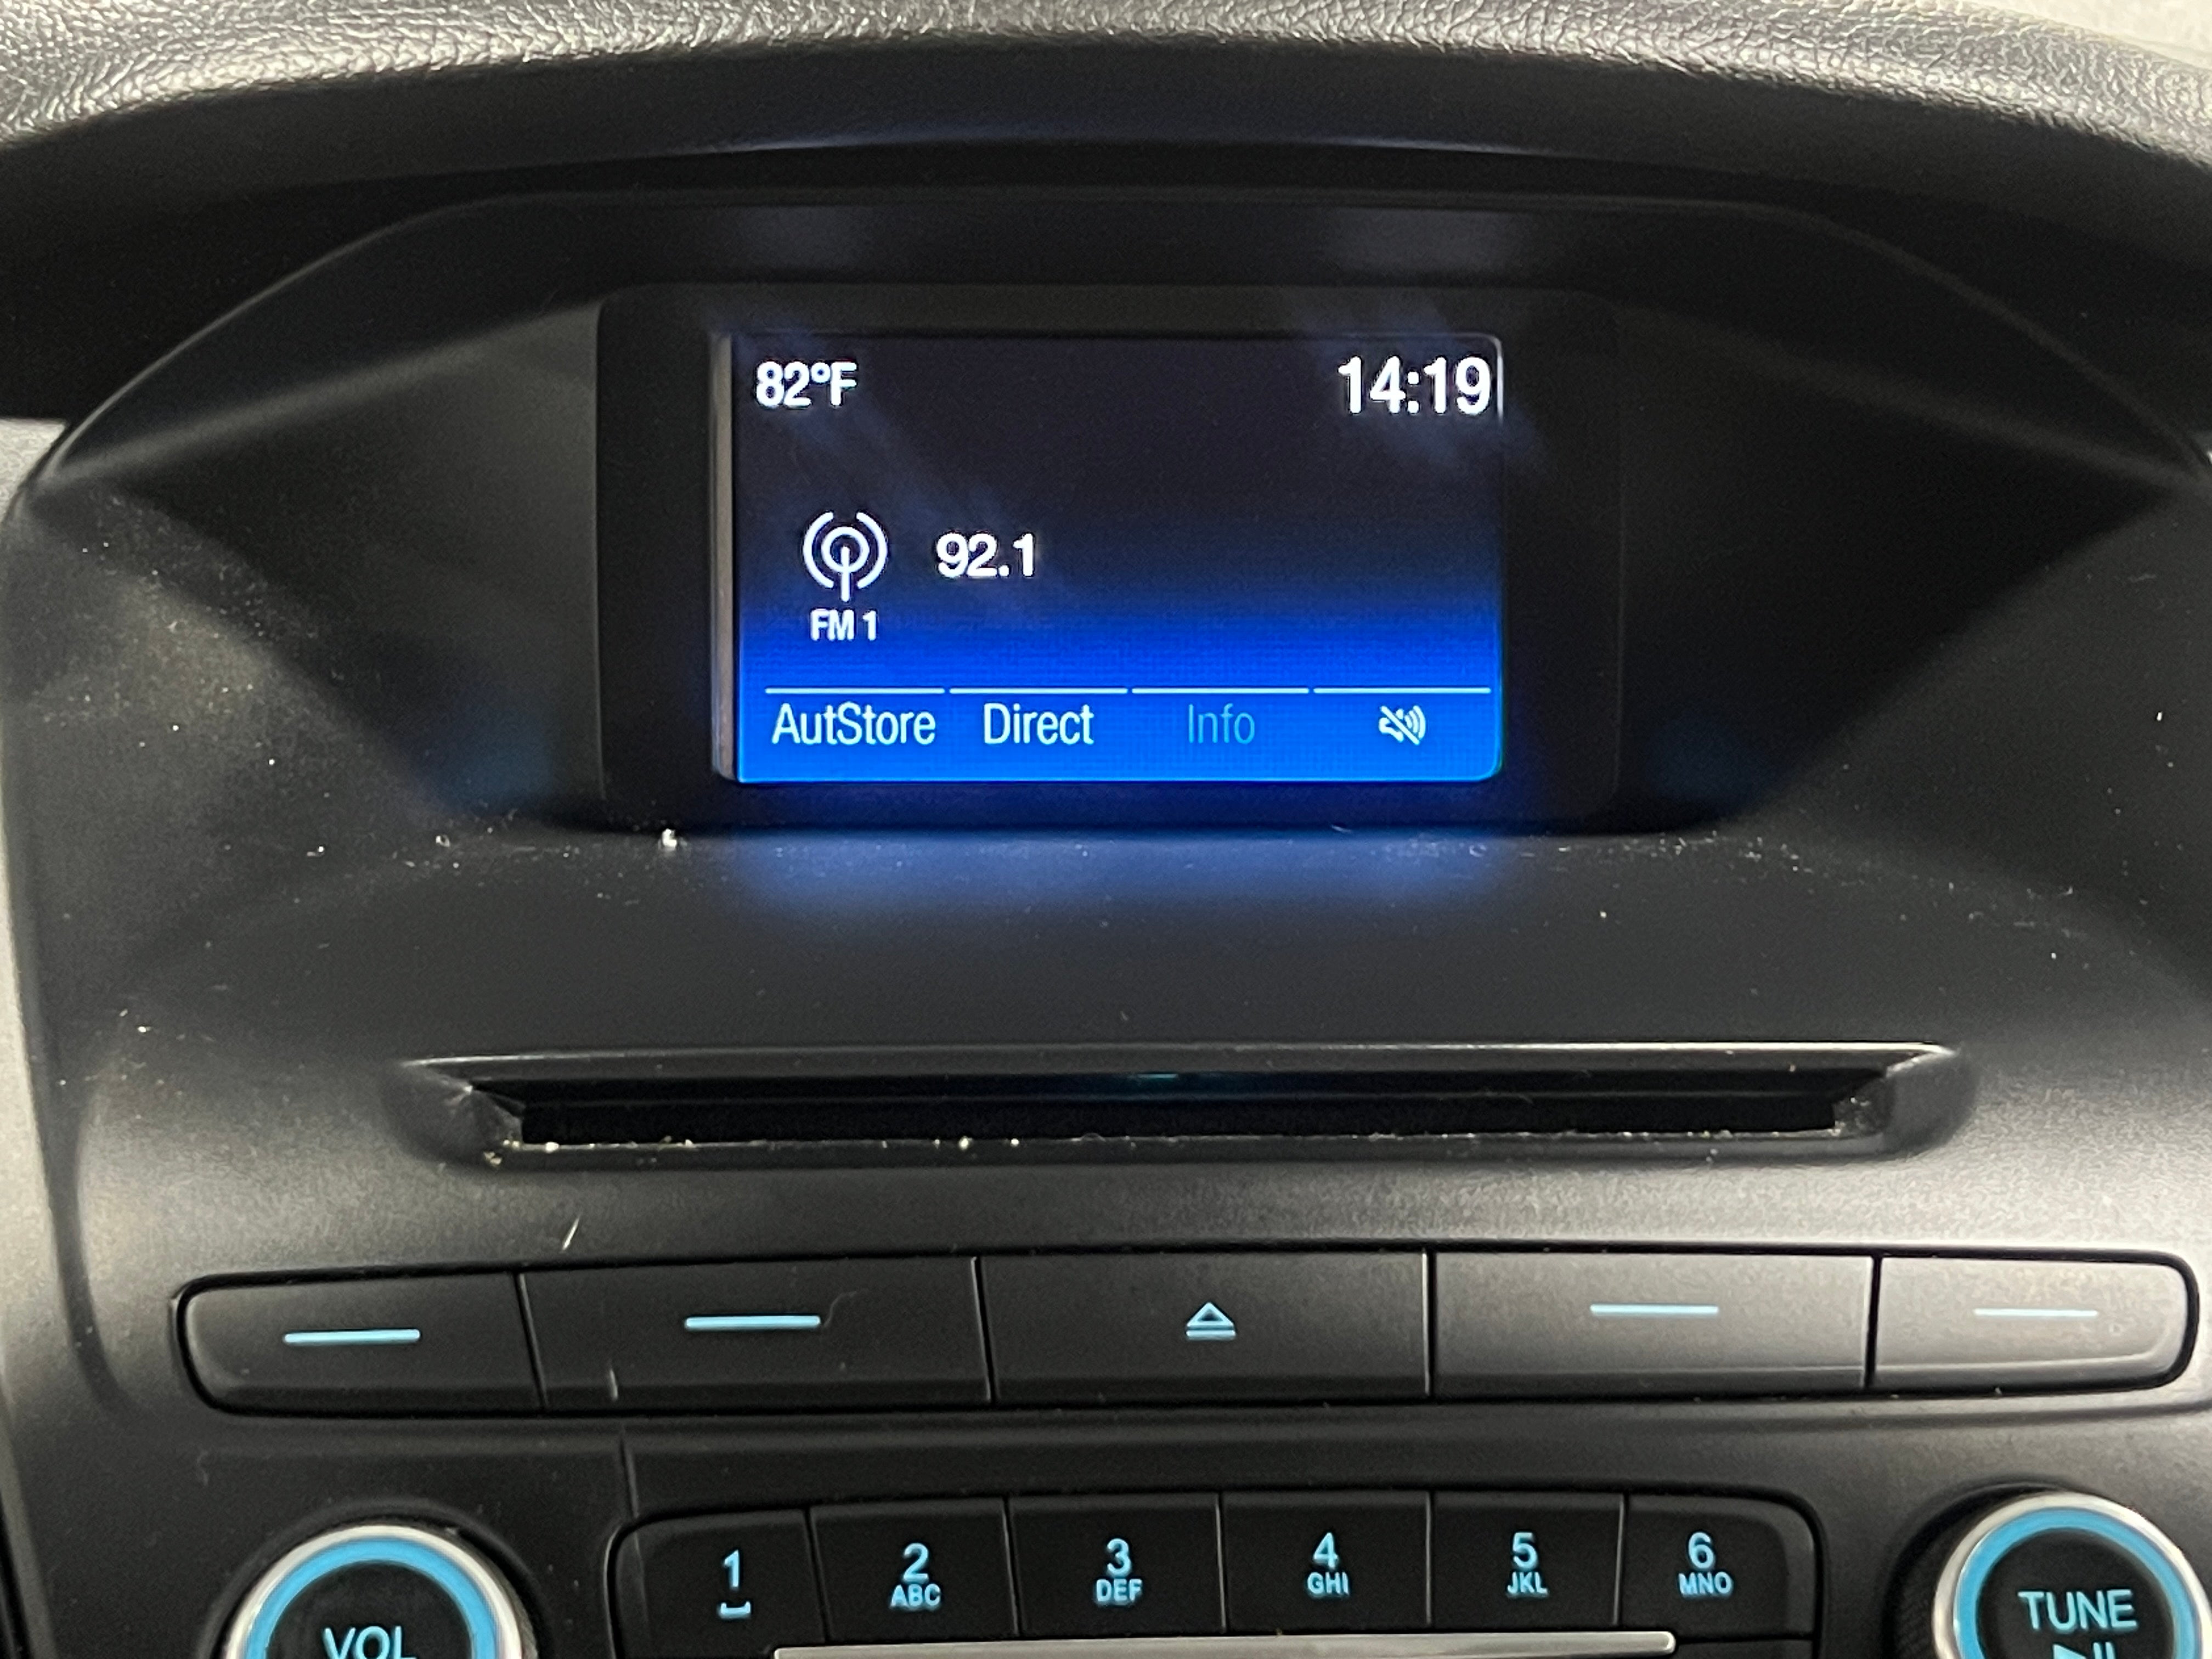 82°F 14:19
92.1
FM 1
AutStore Direct Info
1 2 3 4 5 6
ABC DEF GHI JKL MNO
VOL TUNE